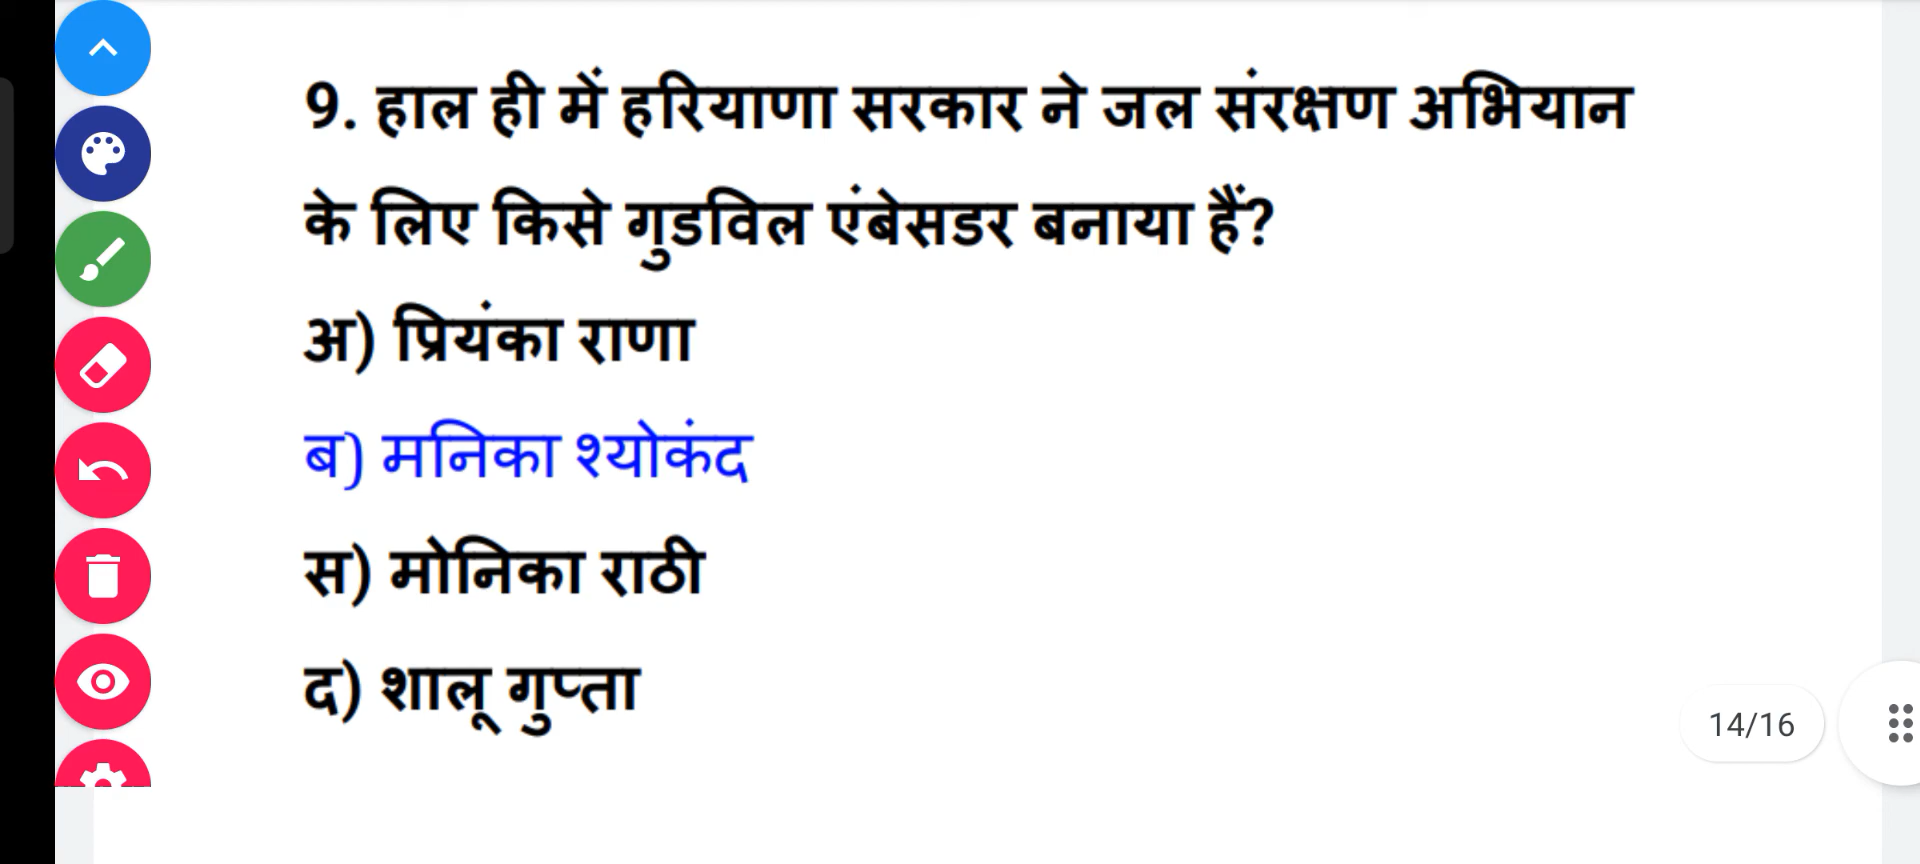 9. हाल ही में हरियाणा सरकार ने जल संरक्षण अभियान
के लिए किसे गुडविल एंबेसडर बनाया हैं?
अ) प्रियंका राणा
ब) मनिका श्योकंद
स) मोनिका राठी
द) शालू गुप्ता
14/16